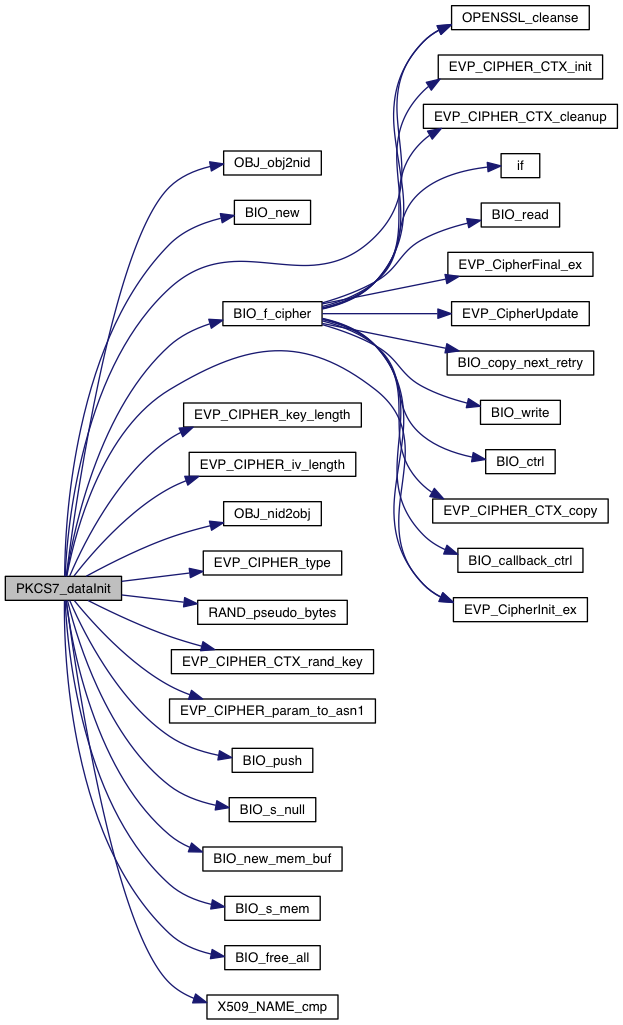 OPENSSL_cleanse
EVP_CIPHER_CTX_init
EVP_CIPHER_CTX_cleanup
OBJ_obj2nid
if
BIO_new
BIO_read
EVP_CipherFinal_ex
BIO_f_cipher
EVP_CipherUpdate
BIO_copy_next_retry
EVP_CIPHER_key_length
BIO_write
EVP_CIPHER_iv_length
BIO_ctrl
OBJ_nid2obj
EVP_CIPHER_CTX_copy
EVP_CIPHER_type
BIO_callback_ctrl
PKCS7_dataInit
RAND_pseudo_bytes
EVP_CipherInit_ex
EVP_CIPHER_CTX_rand_key
EVP_CIPHER_param_to_asn1
BIO_push
BIO_s_null
BIO_new_mem_buf
BIO_s_mem
BIO_free_all
X509_NAME_cmp